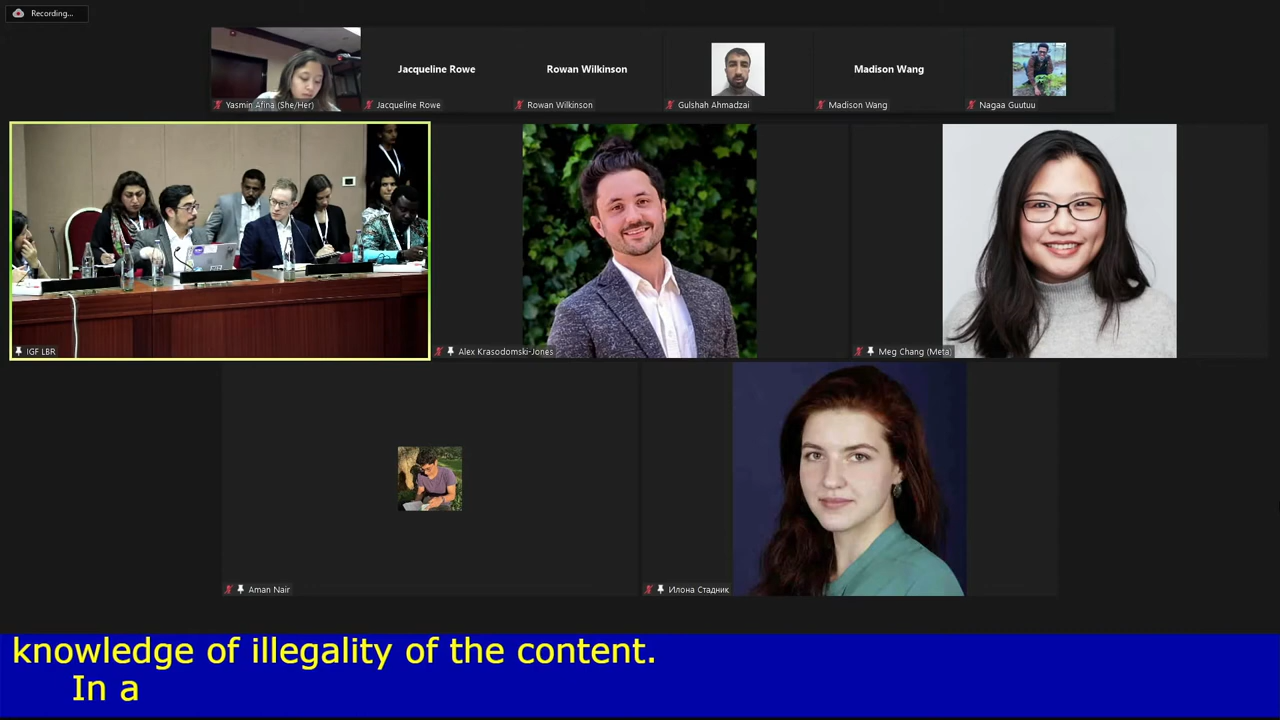 Recording...
Jacqueline Rowe
Rowan Wilkinson
Madison Wang
Yasmin Afina (She/Her)
Jacqueline Rowe
Rowan Wilkinson
Gulshah Ahmadzai
Madison Wang
Nagaa Guutuu
IGF LBR
Alex Krasodomski-Jones
Meg Chang (Meta)
Aman Nair
Илона Стадник
knowledge of illegality of the content.
In a